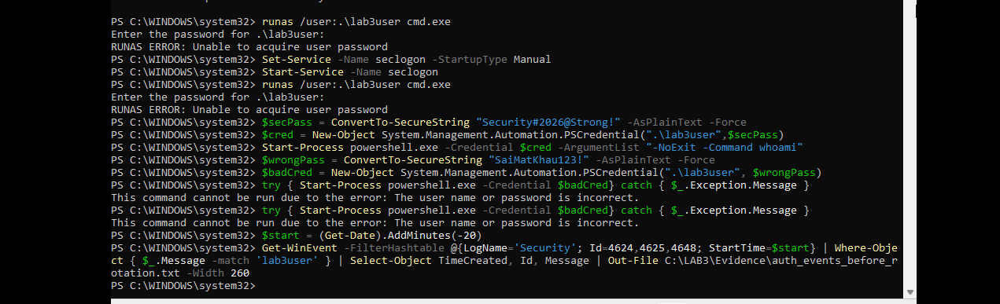 PS C:\WINDOWS\system32> runas /user:.\lab3user cmd.exe
Enter the password for .\lab3user:
RUNAS ERROR: Unable to acquire user password
PS C:\WINDOWS\system32> Set-Service -Name seclogon -StartupType Manual
PS C:\WINDOWS\system32> Start-Service -Name seclogon
PS C:\WINDOWS\system32> runas /user:.\lab3user cmd.exe
Enter the password for .\lab3user:
RUNAS ERROR: Unable to acquire user password
PS C:\WINDOWS\system32> $secPass = ConvertTo-SecureString "Security#2026@Strong!" -AsPlainText -Force
PS C:\WINDOWS\system32> $cred = New-Object System.Management.Automation.PSCredential(".\lab3user",$secPass)
PS C:\WINDOWS\system32> Start-Process powershell.exe -Credential $cred -ArgumentList "-NoExit -Command whoami"
PS C:\WINDOWS\system32> $wrongPass = ConvertTo-SecureString "SaiMatKhau123!" -AsPlainText -Force
PS C:\WINDOWS\system32> $badCred = New-Object System.Management.Automation.PSCredential(".\lab3user", $wrongPass)
PS C:\WINDOWS\system32> try { Start-Process powershell.exe -Credential $badCred} catch { $_.Exception.Message }
This command cannot be run due to the error: The user name or password is incorrect.
PS C:\WINDOWS\system32> try { Start-Process powershell.exe -Credential $badCred} catch { $_.Exception.Message }
This command cannot be run due to the error: The user name or password is incorrect.
PS C:\WINDOWS\system32> $start = (Get-Date).AddMinutes(-20)
PS C:\WINDOWS\system32> Get-WinEvent -FilterHashtable @{LogName='Security'; Id=4624,4625,4648; StartTime=$start} | Where-Obje
ct { $_.Message -match 'lab3user' } | Select-Object TimeCreated, Id, Message | Out-File C:\LAB3\Evidence\auth_events_before_r
otation.txt -Width 260
PS C:\WINDOWS\system32>